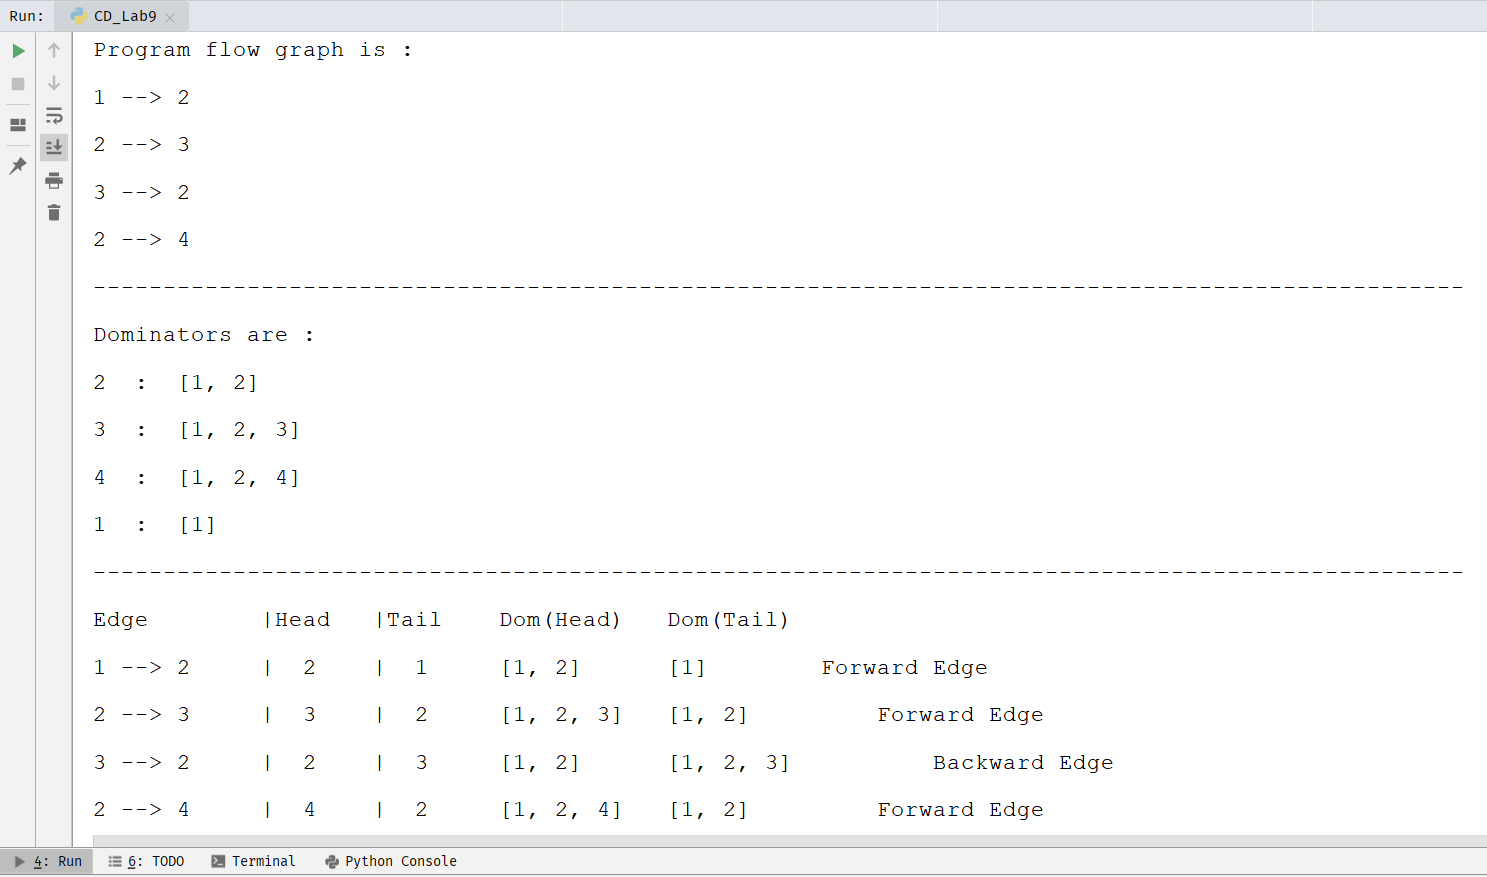 Run: CD_Lab9
Program flow graph is :
1 --> 2
2 --> 3
3 --> 2
2 --> 4
--------------------------------------------------------------------------------------------------
Dominators are :
2 : [1, 2]
3 : [1, 2, 3]
4 : [1, 2, 4]
1 : [1]
--------------------------------------------------------------------------------------------------
Edge |Head |Tail Dom(Head) Dom(Tail)
1 --> 2 | 2 | 1 [1, 2] [1] Forward Edge
2 --> 3 | 3 | 2 [1, 2, 3] [1, 2] Forward Edge
3 --> 2 | 2 | 3 [1, 2] [1, 2, 3] Backward Edge
2 --> 4 | 4 | 2 [1, 2, 4] [1, 2] Forward Edge
4: Run 6: TODO Terminal Python Console